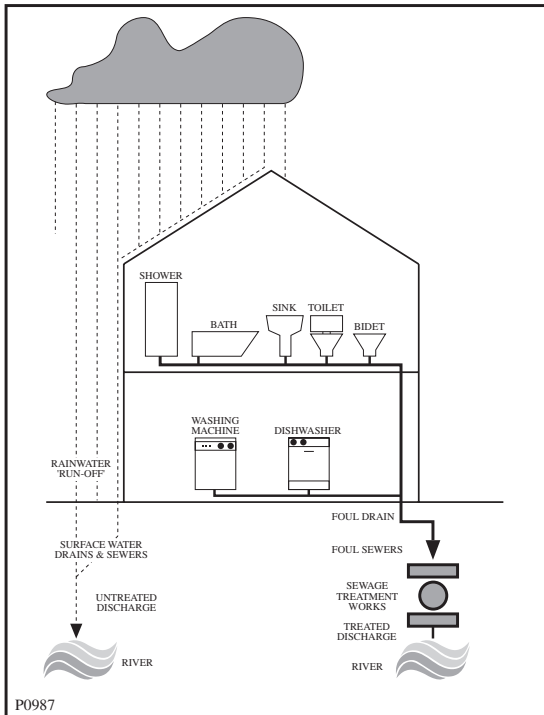 SHOWER
BATH
SINK
TOILET
BIDET
WASHING
MACHINE
DISHWASHER
RAINWATER
'RUN-OFF'
FOUL DRAIN
SURFACE WATER
DRAINS & SEWERS
FOUL SEWERS
UNTREATED
DISCHARGE
SEWAGE
TREATMENT
WORKS
TREATED
DISCHARGE
RIVER
RIVER
P0987